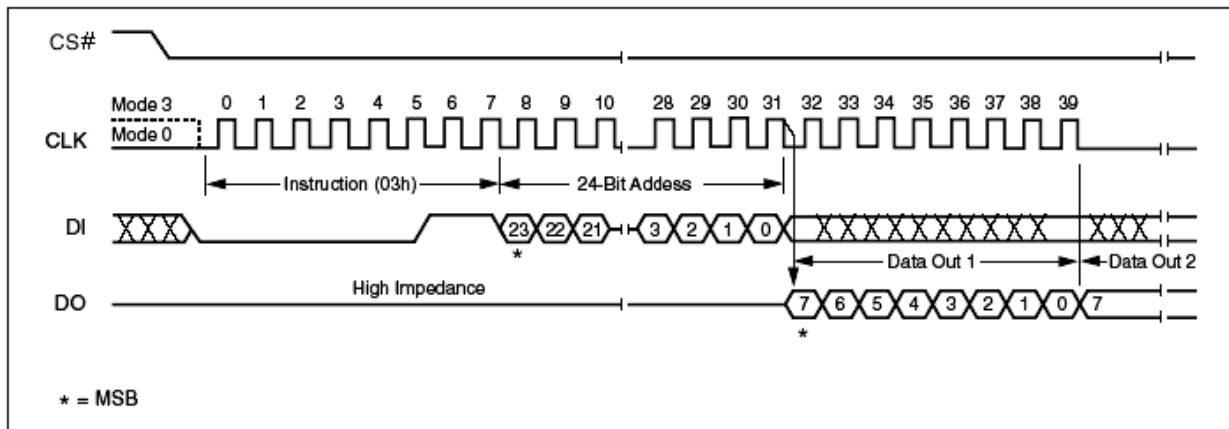 CS#
Mode 3
0 1 2 3 4 5 6 7 8 9 10 28 29 30 31 32 33 34 35 36 37 38 39
CLK
Mode 0
Instruction (03h)
24-Bit Addess
DI
23 22 21 3 2 1 0
*
Data Out 1
Data Out 2
High Impedance
DO
7 6 5 4 3 2 1 0 7
*
* = MSB